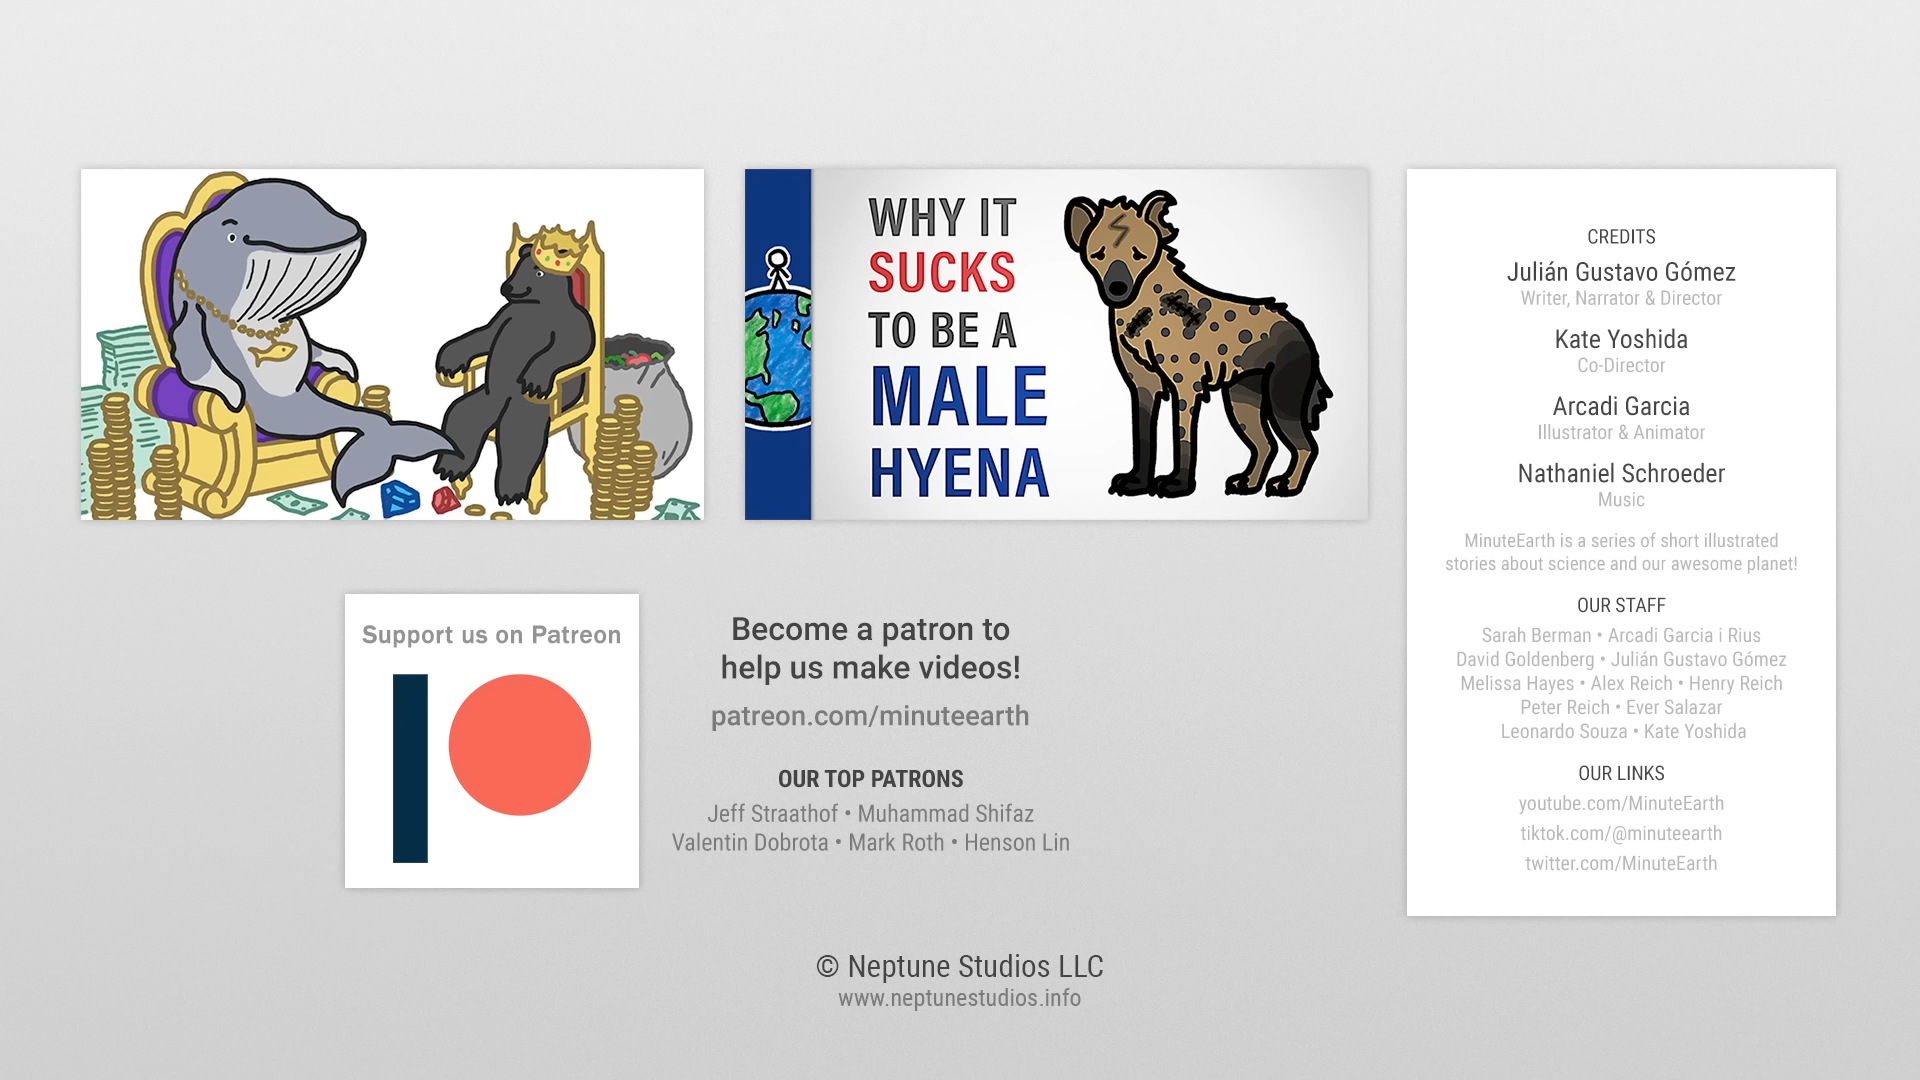 WHY IT
SUCKS
TO BE A
MALE
HYENA
Support us on Patreon
Become a patron to
help us make videos!
patreon.com/minuteearth
OUR TOP PATRONS
Jeff Straathof • Muhammad Shifaz
Valentin Dobrota • Mark Roth • Henson Lin
© Neptune Studios LLC
www.neptunestudios.info
CREDITS
Julián Gustavo Gómez
Writer, Narrator & Director
Kate Yoshida
Co-Director
Arcadi Garcia
Illustrator & Animator
Nathaniel Schroeder
Music
MinuteEarth is a series of short illustrated
stories about science and our awesome planet!
OUR STAFF
Sarah Berman • Arcadi Garcia i Rius
David Goldenberg • Julián Gustavo Gómez
Melissa Hayes • Alex Reich • Henry Reich
Peter Reich • Ever Salazar
Leonardo Souza • Kate Yoshida
OUR LINKS
youtube.com/MinuteEarth
tiktok.com/@minuteearth
twitter.com/MinuteEarth